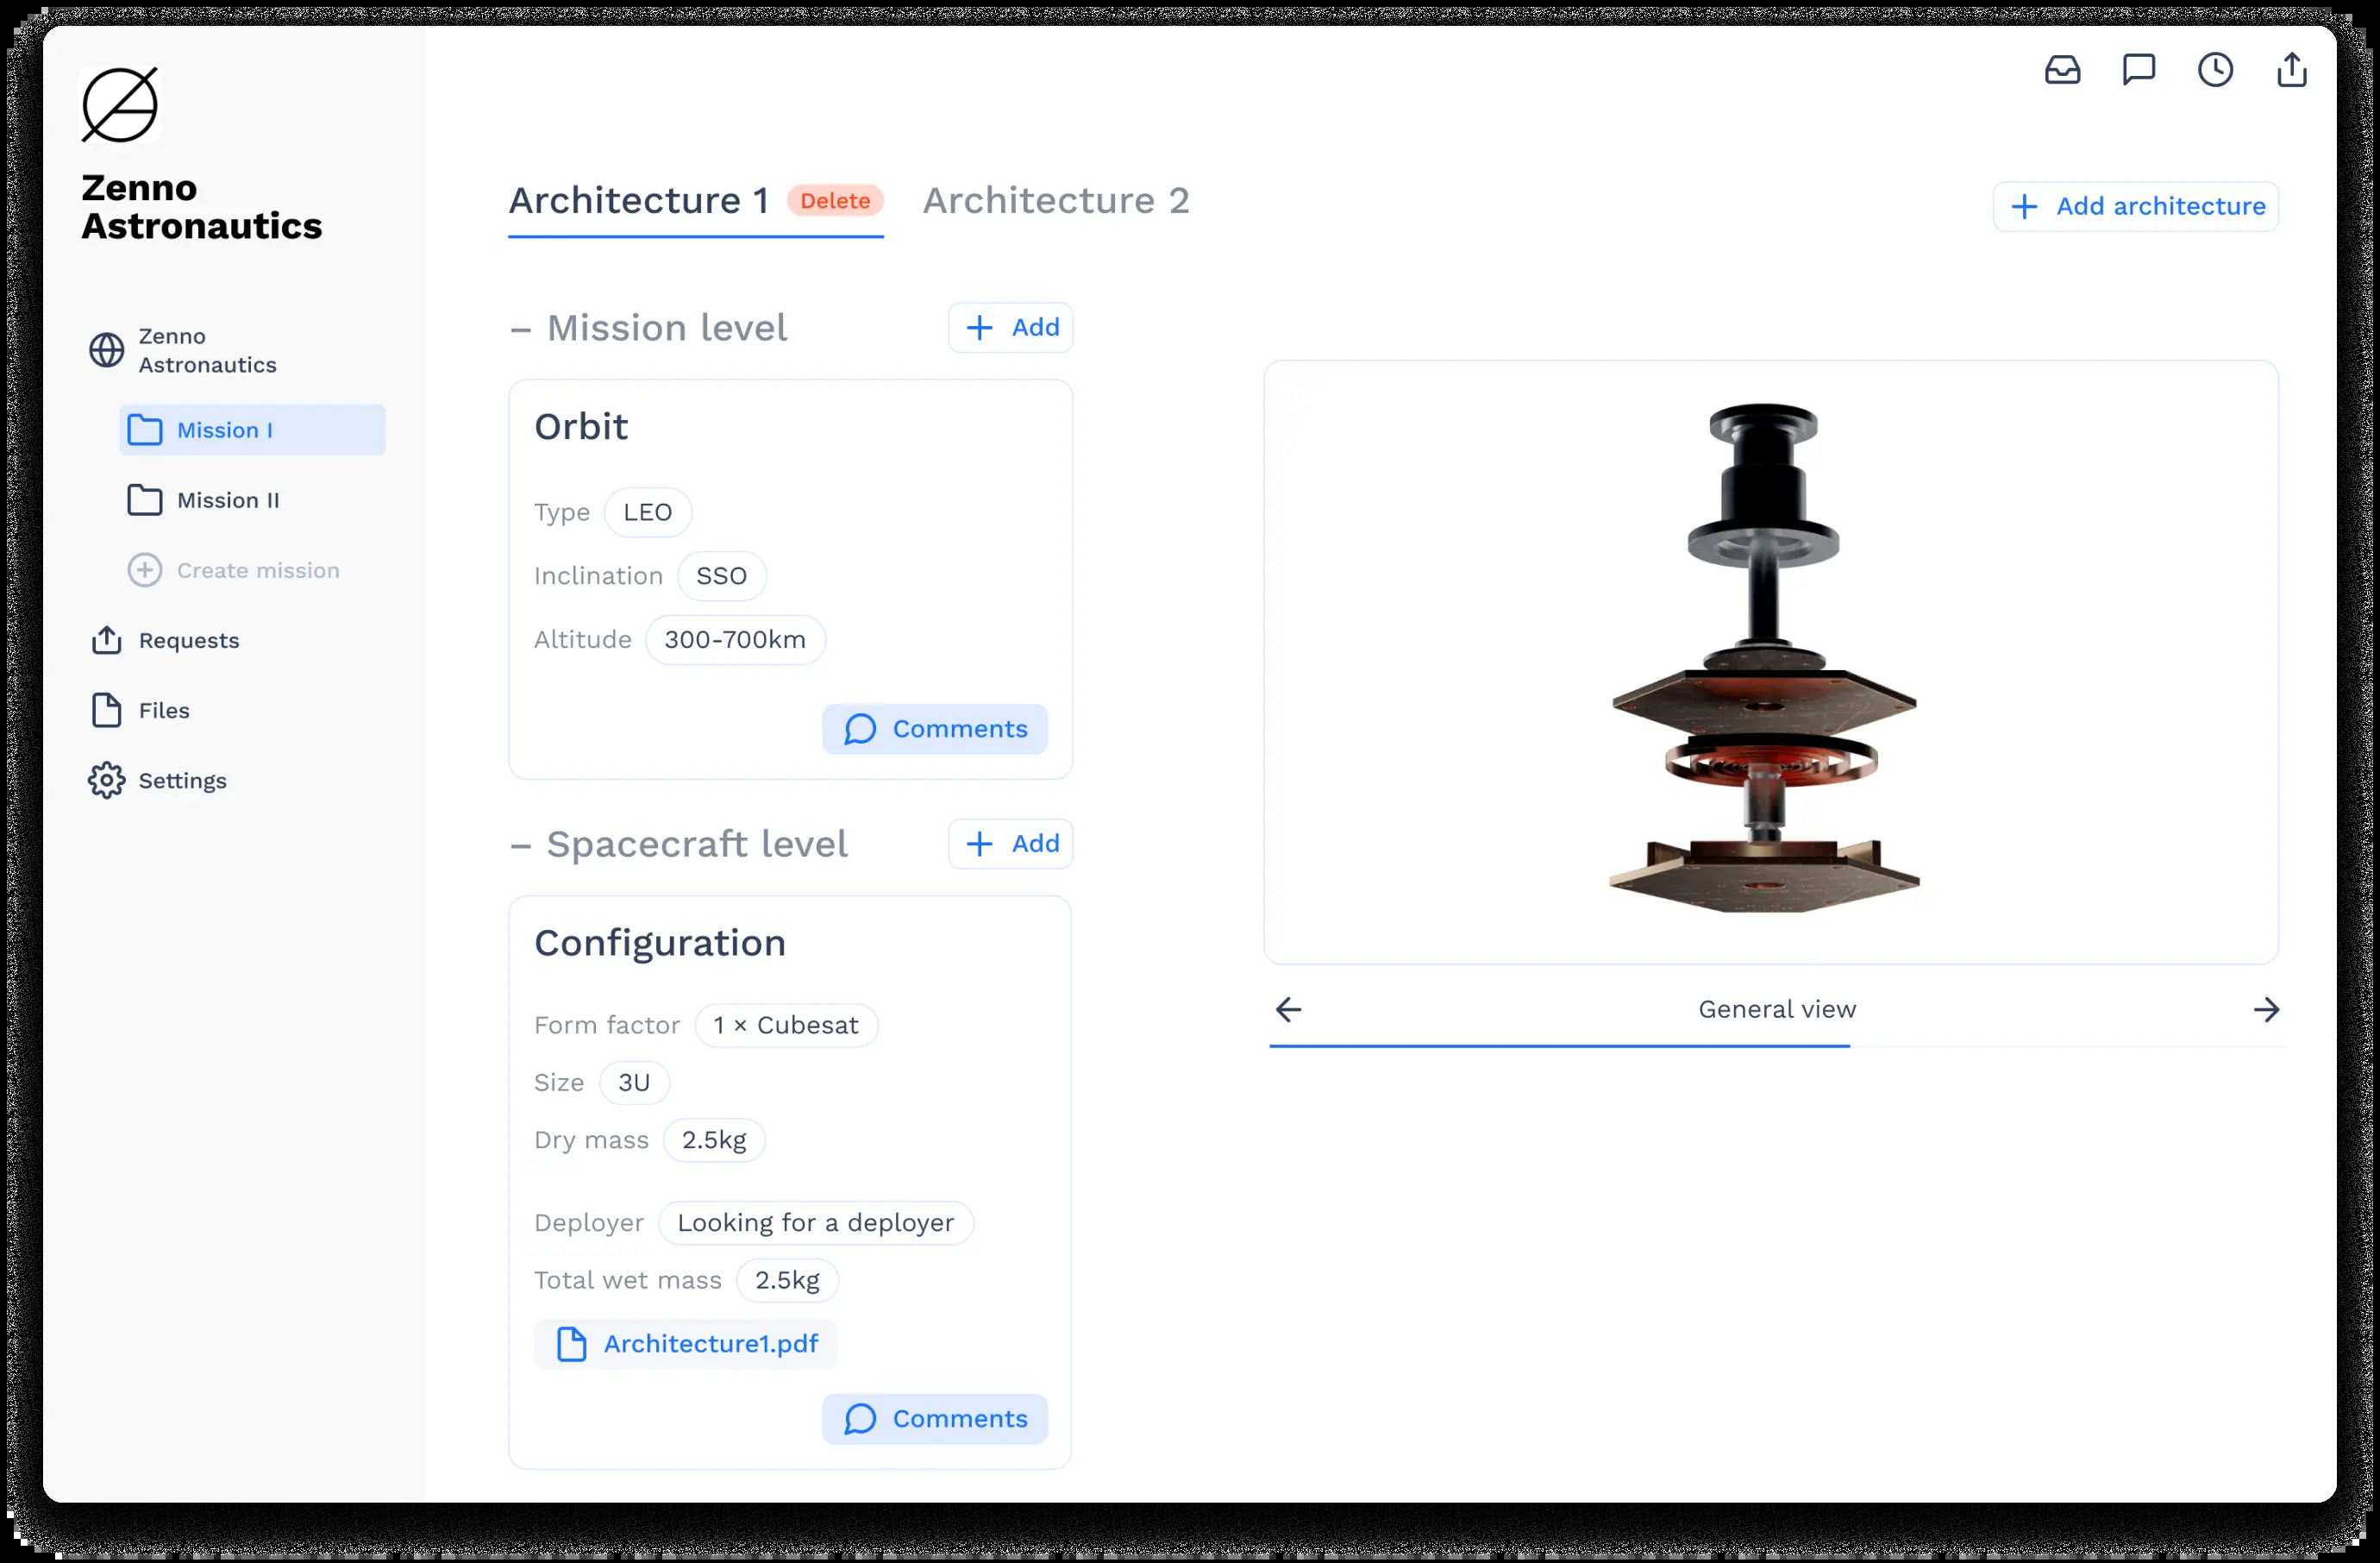 Zenno
Astronautics
Zenno
Astronautics
Mission I
Mission II
Create mission
Requests
Files
Settings
Architecture 1 Delete Architecture 2
+ Add architecture
– Mission level + Add
Orbit
Type LEO
Inclination SSO
Altitude 300-700km
Comments
– Spacecraft level + Add
Configuration
Form factor 1 × Cubesat
Size 3U
Dry mass 2.5kg
Deployer Looking for a deployer
Total wet mass 2.5kg
Architecture1.pdf
Comments
General view